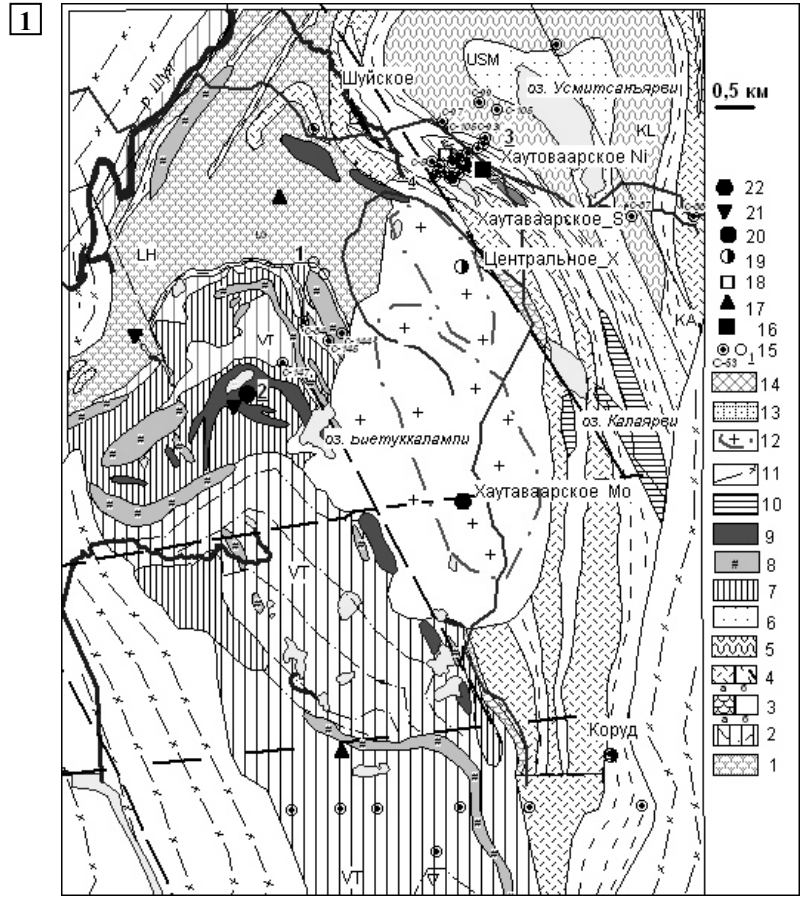 1
Шуйское
р. Шуя
USM
оз. Усмитсанъярви
0,5 км
KL
3
Хаутоваарское Ni
4
Хаутаваарское_S
Центральное_Х
LH
1
KA
VT
2
оз. Калаярви
оз. Виетуккалампи
Хаутаваарское Мо
VT
Коруд
VT
22
21
20
19
18
17
16
1
15
С-53
14
13
12
11
10
9
# 8
7
6
5
4
а б
3
а б
2
1